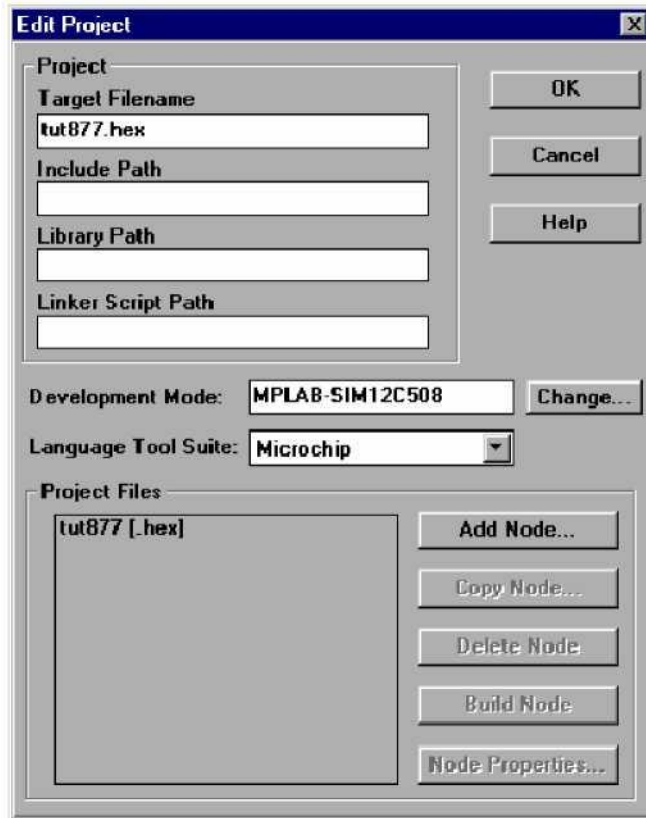 Edit Project
Project
Target Filename
tut877.hex
Include Path
Library Path
Linker Script Path
OK
Cancel
Help
Development Mode: MPLAB-SIM12C508 Change...
Language Tool Suite: Microchip
Project Files
tut877 [.hex]
Add Node...
Copy Node...
Delete Node
Build Node
Node Properties...